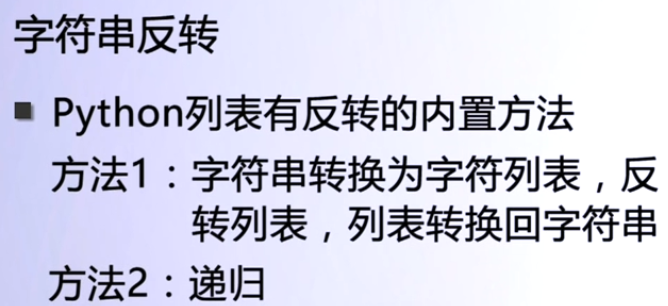 字符串反转
■ Python列表有反转的内置方法
方法1：字符串转换为字符列表，反
转列表，列表转换回字符串
方法2：递归